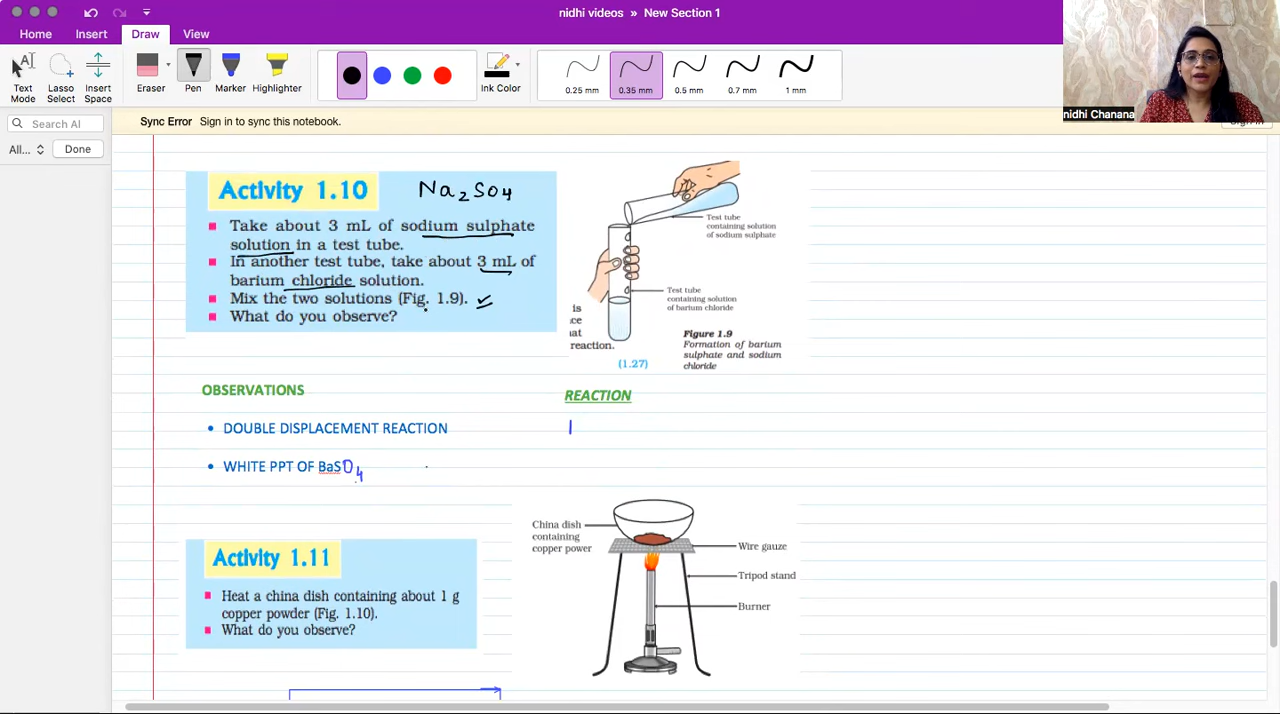 nidhi videos » New Section 1
Home Insert Draw View
Text Mode
Lasso Select
Insert Space
Eraser
Pen
Marker
Highlighter
Ink Color
0.25 mm
0.35 mm
0.5 mm
0.7 mm
1 mm
nidhi Chanana
Sync Error Sign in to sync this notebook.
Search Al
All...
Done
Activity 1.10
Na2SO4
Take about 3 mL of sodium sulphate
solution in a test tube.
In another test tube, take about 3 mL of
barium chloride solution.
Mix the two solutions (Fig. 1.9).
What do you observe?
Test tube
containing solution
of sodium sulphate
Test tube
containing solution
of barium chloride
is
ce
at
reaction.
(1.27)
Figure 1.9
Formation of barium
sulphate and sodium
chloride
OBSERVATIONS
REACTION
• DOUBLE DISPLACEMENT REACTION
• WHITE PPT OF BaSO4
Activity 1.11
Heat a china dish containing about 1 g
copper powder (Fig. 1.10).
What do you observe?
China dish
containing
copper power
Wire gauze
Tripod stand
Burner